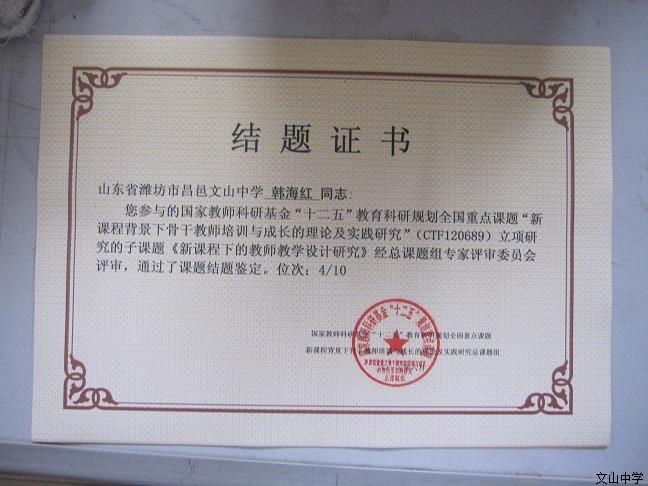 结题证书
山东省潍坊市昌邑文山中学 韩海红 同志:
您参与的国家教师科研基金“十二五”教育科研规划全国重点课题“新
课程背景下骨干教师培训与成长的理论及实践研究”(CTF120689)立项研
究的子课题《新课程下的教师教学设计研究》经总课题组专家评审委员会
评审,通过了课题结题鉴定。位次:4/10
国家教师科研基金“十二五”教育科研规划全国重点课题
新课程背景下骨干教师培训与成长的理论及实践研究总课题组
文山中学